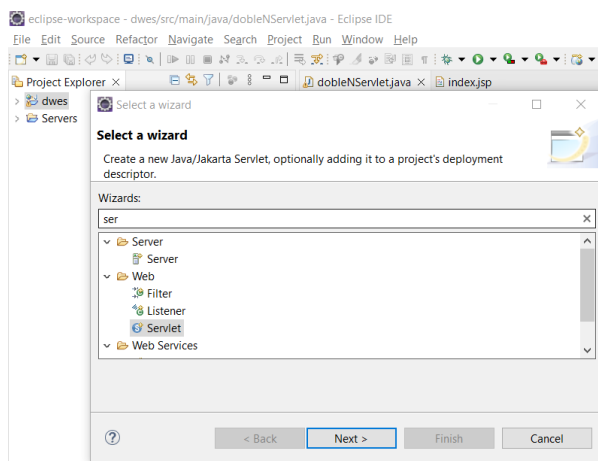 eclipse-workspace - dwes/src/main/java/dobleNServlet.java - Eclipse IDE
File Edit Source Refactor Navigate Search Project Run Window Help
Project Explorer
dobleNServlet.java
index.jsp
dwes
Servers
Select a wizard
Select a wizard
Create a new Java/Jakarta Servlet, optionally adding it to a project's deployment
descriptor.
Wizards:
ser
Server
Server
Web
Filter
Listener
Servlet
Web Services
< Back Next > Finish Cancel